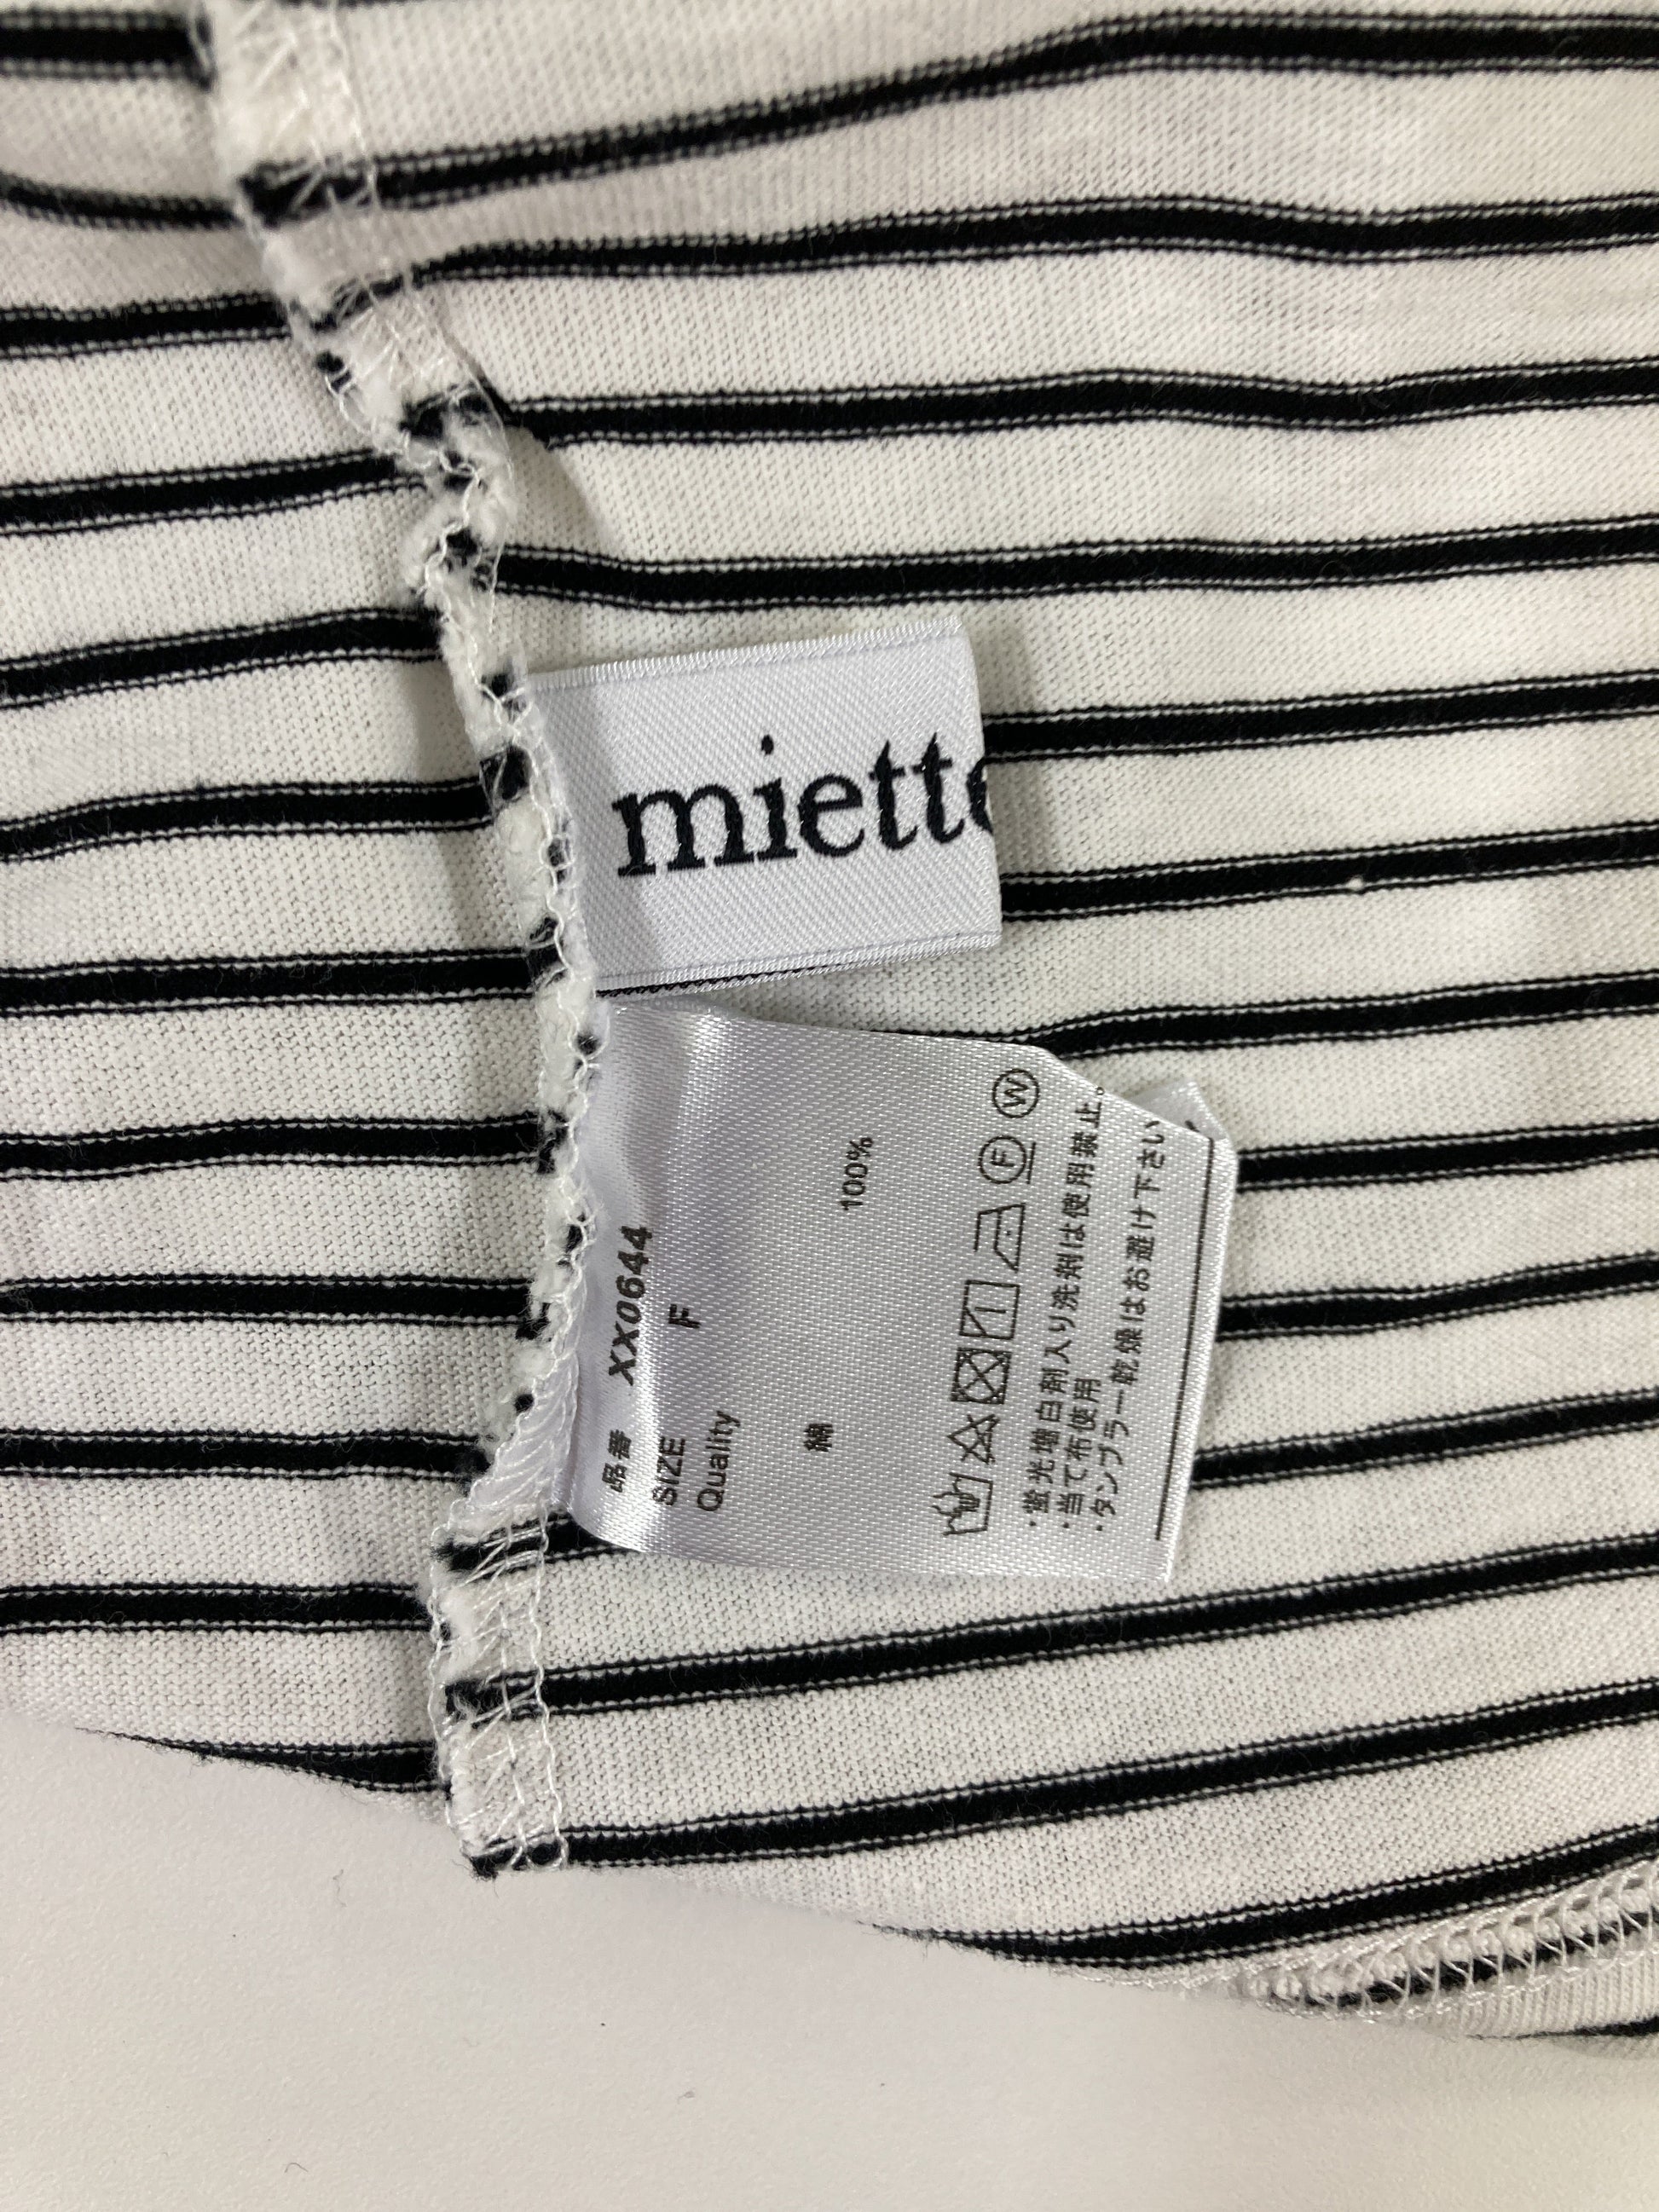 miette
品番 XX0644
SIZE F
Quality
綿 100%
F W
・蛍光増白剤入り洗剤は使用禁止。
・当て布使用
・タンブラー乾燥はお避け下さい